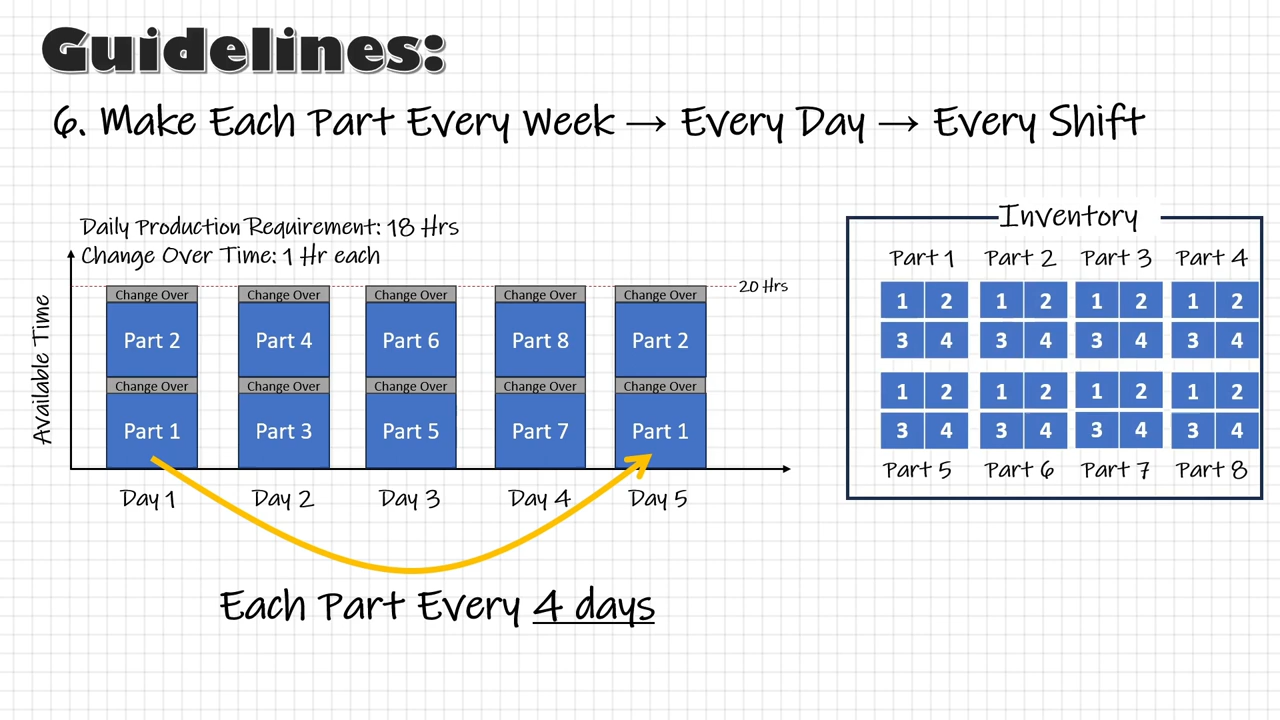 Guidelines:
6. Make Each Part Every Week → Every Day → Every Shift
Daily Production Requirement: 18 Hrs
Change Over Time: 1 Hr each
Available Time
20 Hrs
Change Over
Part 2
Change Over
Part 1
Day 1
Change Over
Part 4
Change Over
Part 3
Day 2
Change Over
Part 6
Change Over
Part 5
Day 3
Change Over
Part 8
Change Over
Part 7
Day 4
Change Over
Part 2
Change Over
Part 1
Day 5
Each Part Every 4 days
Inventory
Part 1 Part 2 Part 3 Part 4
1 2 1 2 1 2 1 2
3 4 3 4 3 4 3 4
1 2 1 2 1 2 1 2
3 4 3 4 3 4 3 4
Part 5 Part 6 Part 7 Part 8